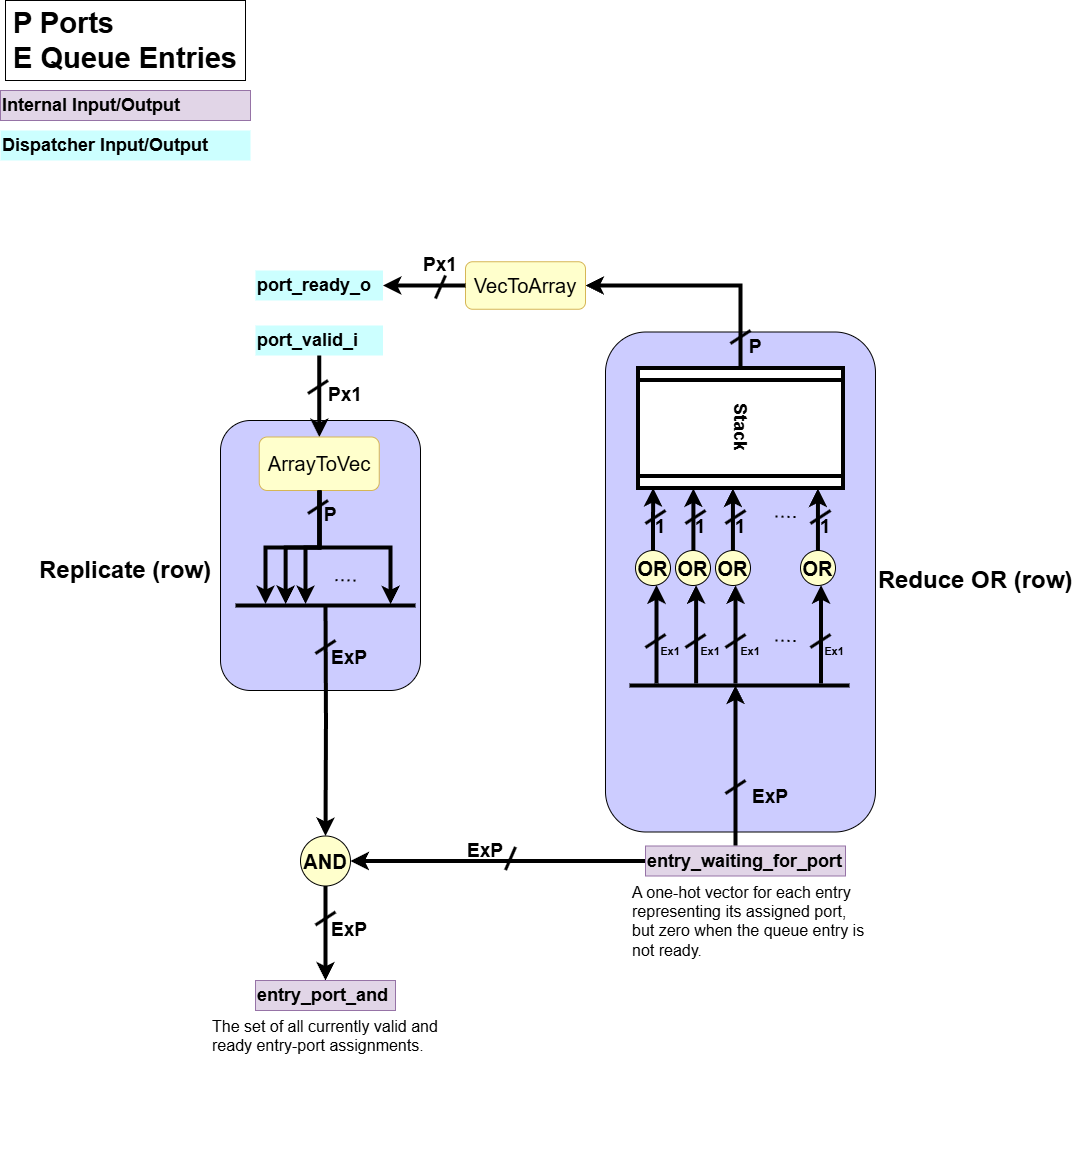 P Ports
E Queue Entries
Internal Input/Output
Dispatcher Input/Output
port_ready_o
Px1
VecToArray
port_valid_i
Px1
P
Stack
ArrayToVec
P
....
ExP
Replicate (row)
1
1
1
....
1
OR
OR
OR
OR
Reduce OR (row)
Ex1
Ex1
Ex1
....
Ex1
ExP
AND
ExP
entry_waiting_for_port
A one-hot vector for each entry
representing its assigned port,
but zero when the queue entry is
not ready.
ExP
entry_port_and
The set of all currently valid and
ready entry-port assignments.